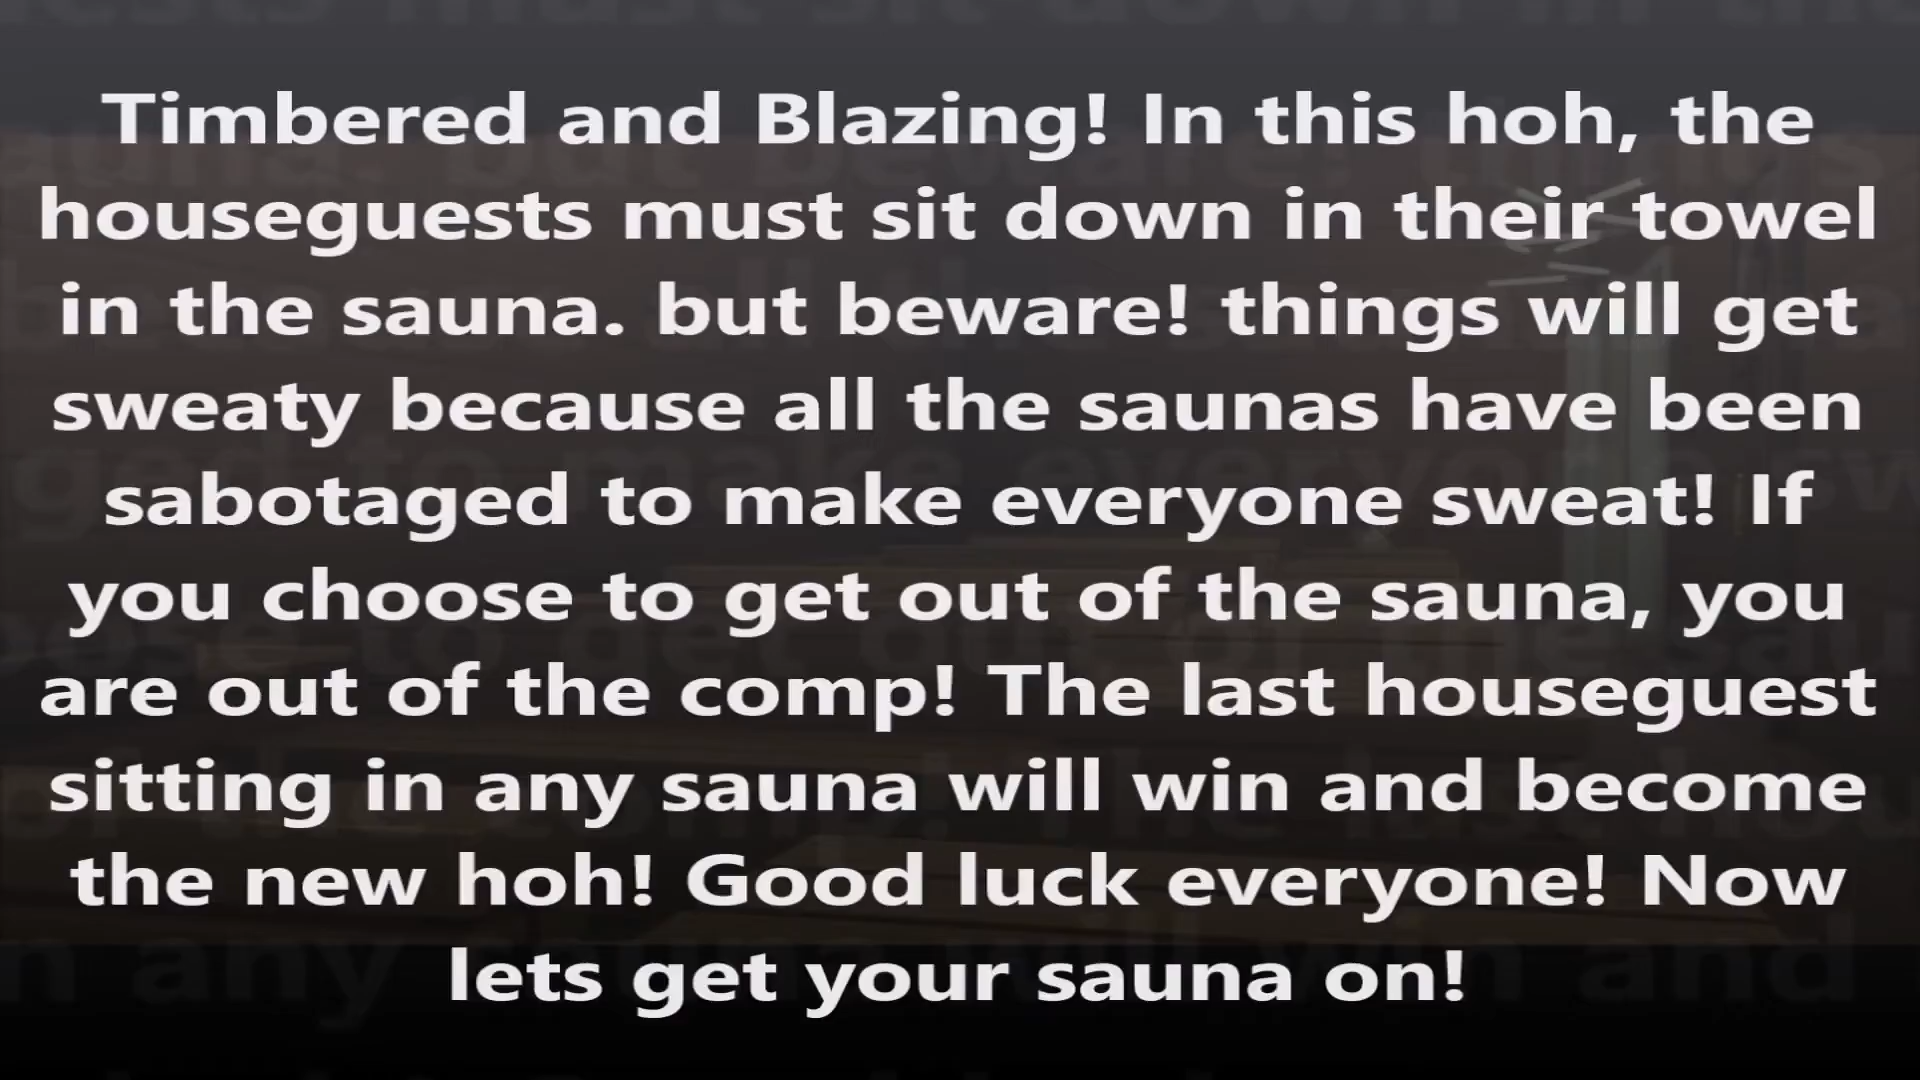 Timbered and Blazing! In this hoh, the
houseguests must sit down in their towel
in the sauna. but beware! things will get
sweaty because all the saunas have been
sabotaged to make everyone sweat! If
you choose to get out of the sauna, you
are out of the comp! The last houseguest
sitting in any sauna will win and become
the new hoh! Good luck everyone! Now
lets get your sauna on!